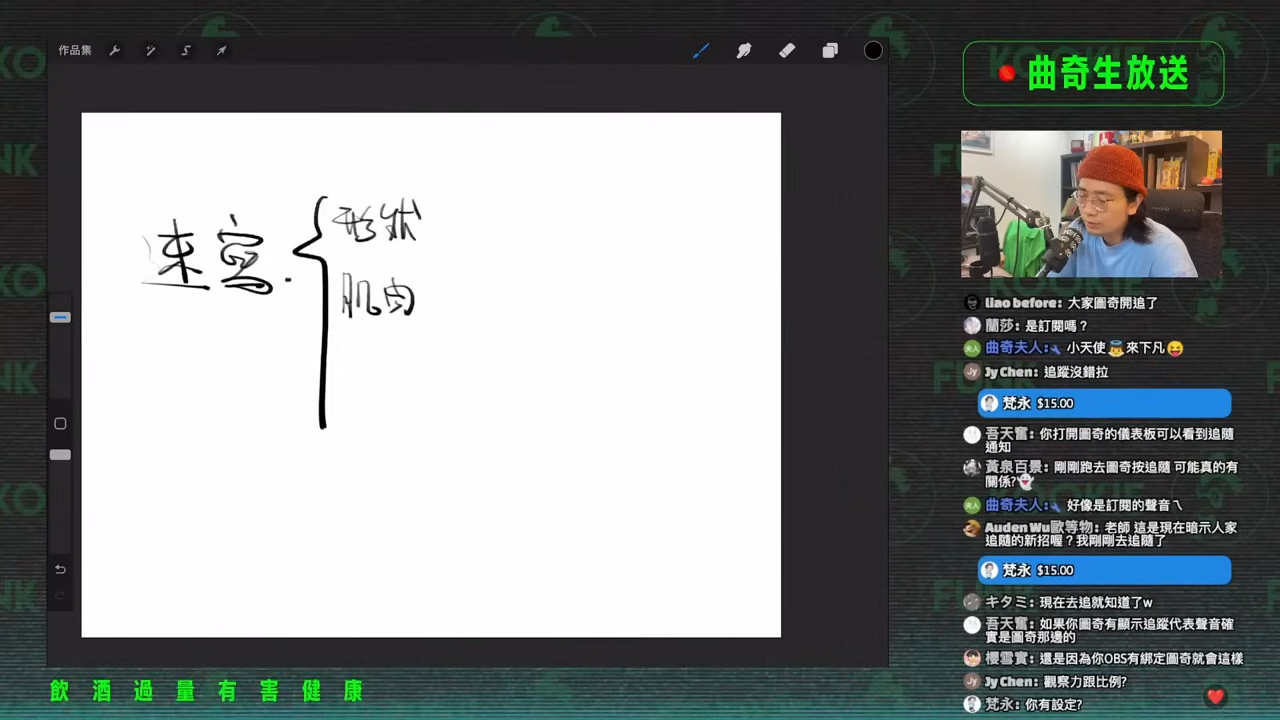 作品集
曲奇生放送
速寫.
形狀
肌肉
liao before: 大家圖奇開追了
蘭莎: 是訂閱嗎？
曲奇夫人: 小天使👼來下凡😝
Jy Chen: 追蹤沒錯拉
梵永 $15.00
吾天奮: 你打開圖奇的儀表板可以看到追隨
通知
黃泉百景: 剛剛跑去圖奇按追隨 可能真的有
關係?👻
曲奇夫人: 好像是訂閱的聲音ㄟ
Auden Wu歐等物: 老師 這是現在暗示人家
追隨的新招喔？我剛剛去追隨了
梵永 $15.00
キタミ: 現在去追就知道了w
吾天奮: 如果你圖奇有顯示追蹤代表聲音確
實是圖奇那邊的
櫻雪實: 還是因為你OBS有綁定圖奇就會這樣
Jy Chen: 觀察力跟比例?
梵永: 你有設定?
飲酒過量有害健康